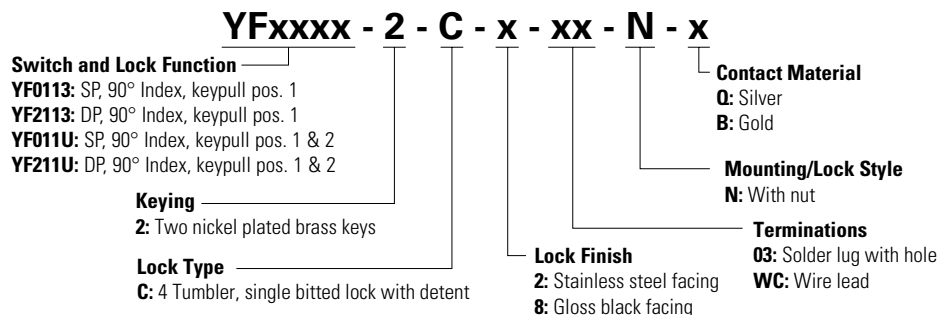 YFxxxx - 2 - C - x - xx - N - x
Switch and Lock Function
YF0113: SP, 90° Index, keypull pos. 1
YF2113: DP, 90° Index, keypull pos. 1
YF011U: SP, 90° Index, keypull pos. 1 & 2
YF211U: DP, 90° Index, keypull pos. 1 & 2
Keying
2: Two nickel plated brass keys
Lock Type
C: 4 Tumbler, single bitted lock with detent
Lock Finish
2: Stainless steel facing
8: Gloss black facing
Terminations
03: Solder lug with hole
WC: Wire lead
Mounting/Lock Style
N: With nut
Contact Material
Q: Silver
B: Gold